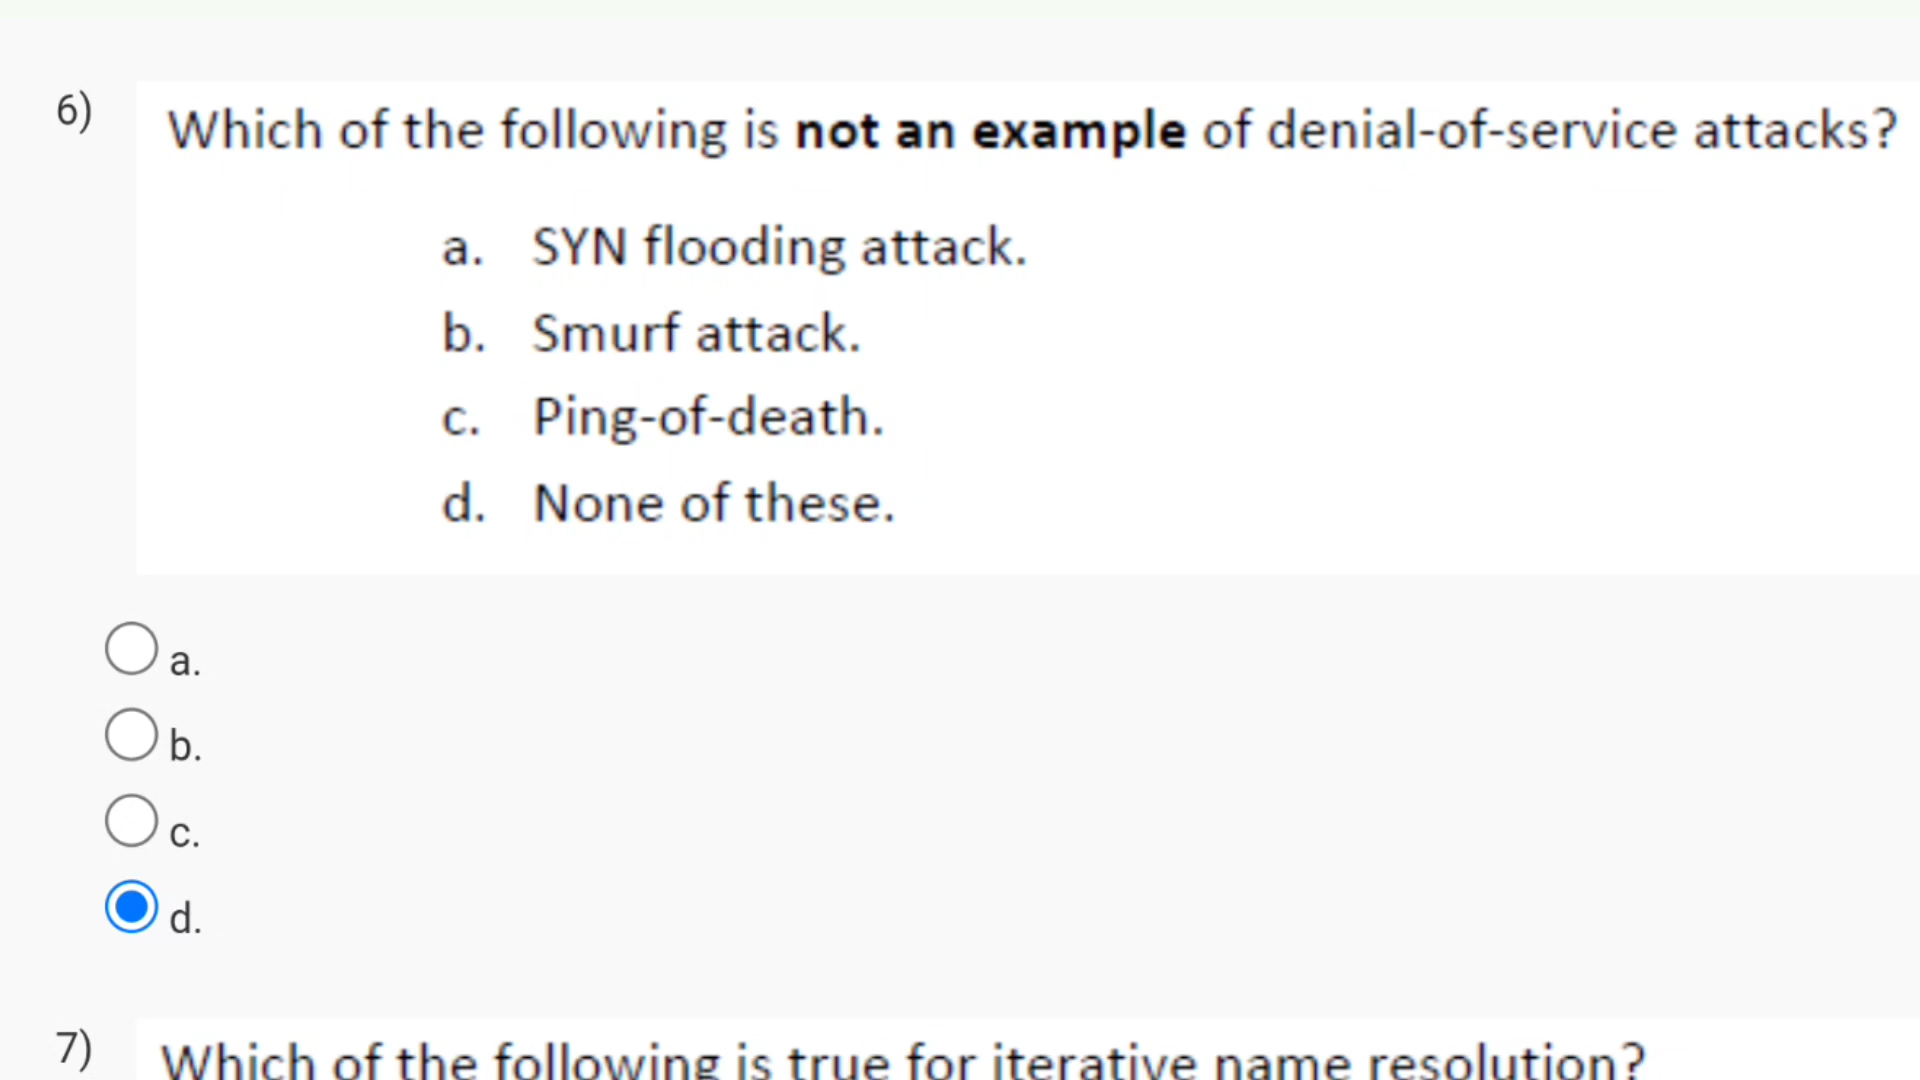 6) Which of the following is not an example of denial-of-service attacks?
a. SYN flooding attack.
b. Smurf attack.
c. Ping-of-death.
d. None of these.
a.
b.
c.
d.
7) Which of the following is true for iterative name resolution?